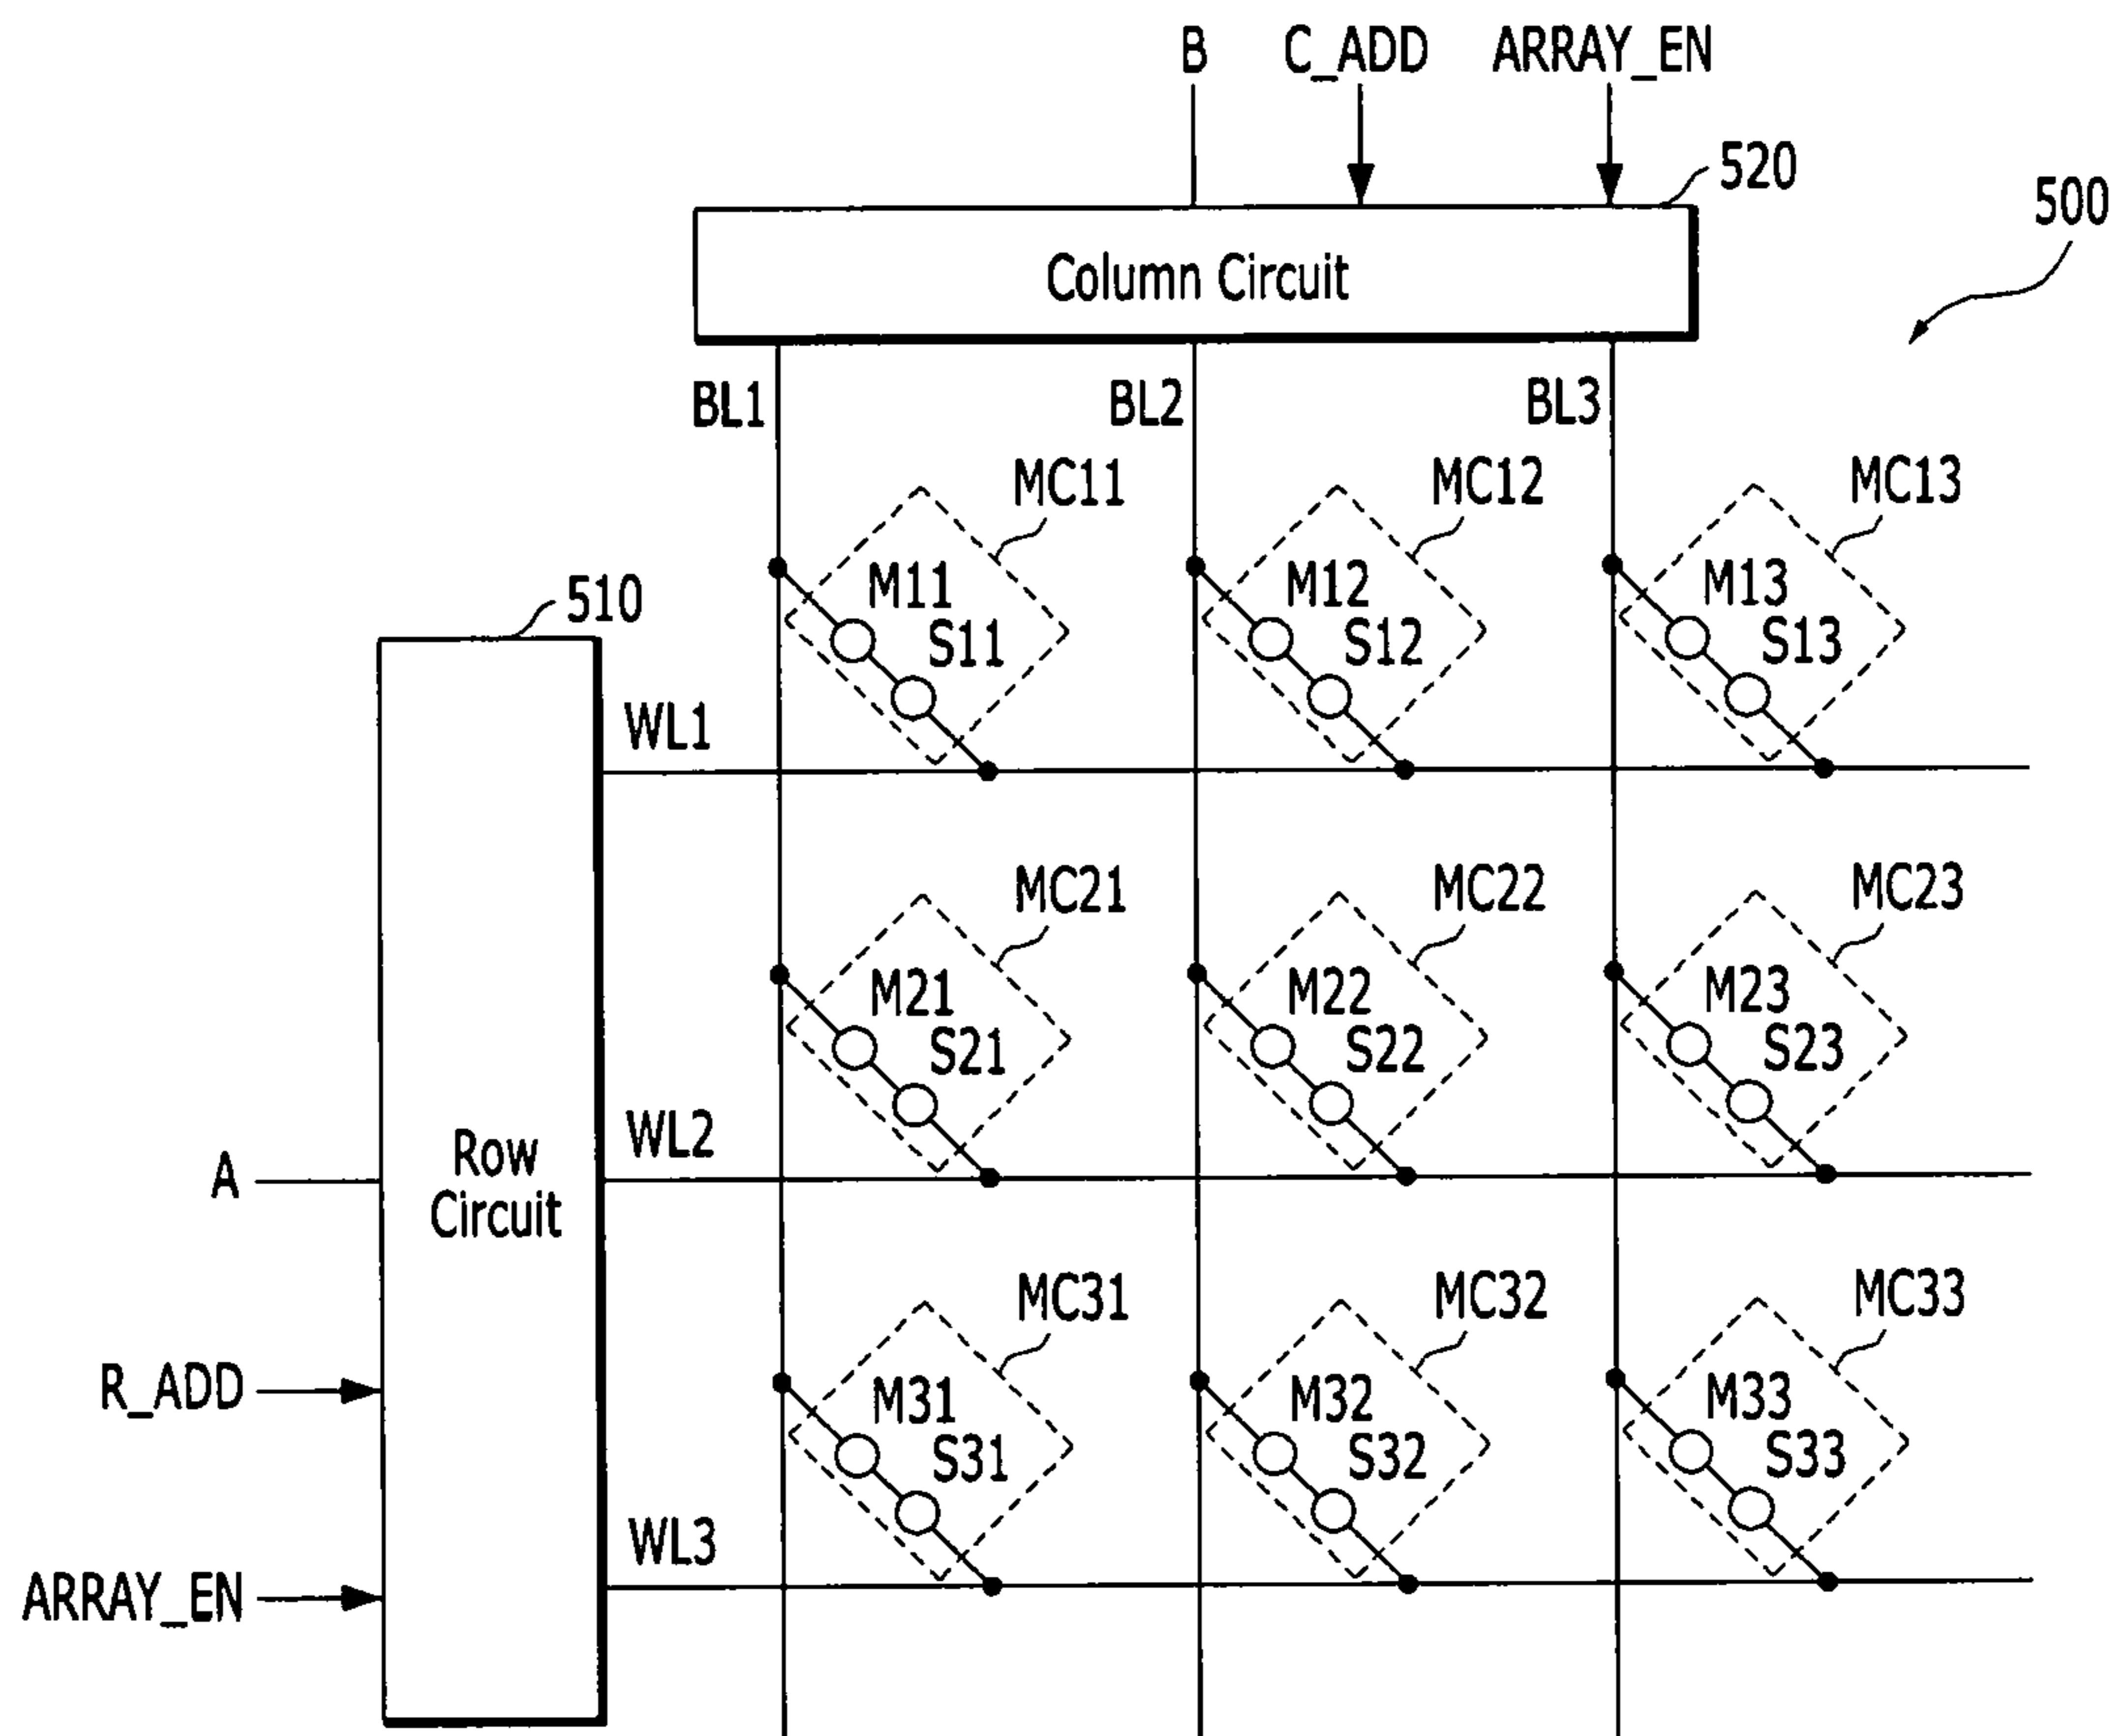 B C_ADD ARRAY_EN
520
500
Column Circuit
BL1 BL2 BL3
MC11 MC12 MC13
M11 M12 M13
S11 S12 S13
510
WL1
MC21 MC22 MC23
M21 M22 M23
S21 S22 S23
WL2
A
Row
Circuit
MC31 MC32 MC33
R_ADD
M31 M32 M33
S31 S32 S33
WL3
ARRAY_EN